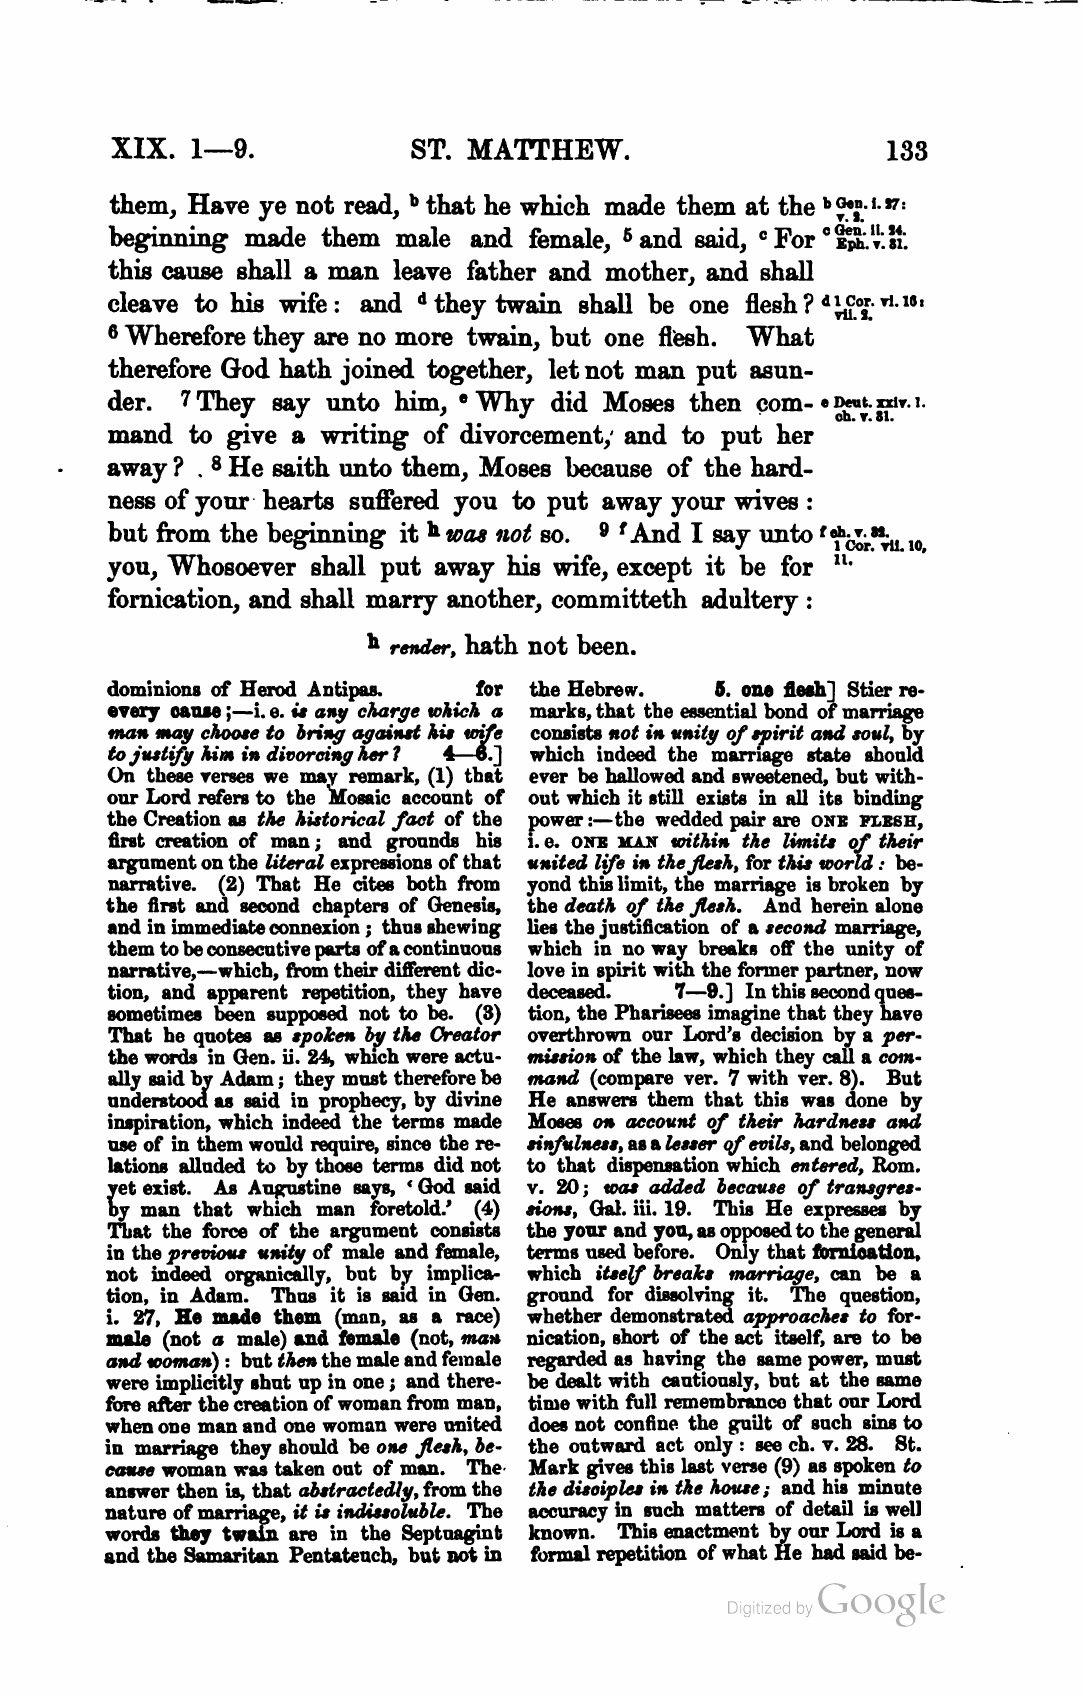 XIX. 1—9. ST. MATTHEW. 133
them, Have ye not read, b that he which made them at the
beginning made them male and female, 5 and said, c For
this cause shall a man leave father and mother, and shall
cleave to his wife : and d they twain shall be one flesh ?
6 Wherefore they are no more twain, but one flesh. What
therefore God hath joined together, let not man put asun-
der. 7 They say unto him, e Why did Moses then com-
mand to give a writing of divorcement, and to put her
away ? 8 He saith unto them, Moses because of the hard-
ness of your hearts suffered you to put away your wives :
but from the beginning it h was not so. 9 f And I say unto
you, Whosoever shall put away his wife, except it be for
fornication, and shall marry another, committeth adultery :
b Gen. i. 27:
v. 2.
c Gen. ii. 24.
Eph. v. 31.
d 1 Cor. vi. 16:
vii. 2.
e Deut. xxiv. 1.
ch. v. 31.
f ch. v. 32.
1 Cor. vii. 10,
11.
h render, hath not been.
dominions of Herod Antipas. for
every cause ;—i. e. is any charge which a
man may choose to bring against his wife
to justify him in divorcing her ? 4—6.]
On these verses we may remark, (1) that
our Lord refers to the Mosaic account of
the Creation as the historical fact of the
first creation of man ; and grounds his
argument on the literal expressions of that
narrative. (2) That He cites both from
the first and second chapters of Genesis,
and in immediate connexion ; thus shewing
them to be consecutive parts of a continuous
narrative,—which, from their different dic-
tion, and apparent repetition, they have
sometimes been supposed not to be. (3)
That he quotes as spoken by the Creator
the words in Gen. ii. 24, which were actu-
ally said by Adam ; they must therefore be
understood as said in prophecy, by divine
inspiration, which indeed the terms made
use of in them would require, since the re-
lations alluded to by those terms did not
yet exist. As Augustine says, ‘ God said
by man that which man foretold.’ (4)
That the force of the argument consists
in the previous unity of male and female,
not indeed organically, but by implica-
tion, in Adam. Thus it is said in Gen.
i. 27, He made them (man, as a race)
male (not a male) and female (not, man
and woman) : but then the male and female
were implicitly shut up in one ; and there-
fore after the creation of woman from man,
when one man and one woman were united
in marriage they should be one flesh, be-
cause woman was taken out of man. The
answer then is, that abstractedly, from the
nature of marriage, it is indissoluble. The
words they twain are in the Septuagint
and the Samaritan Pentateuch, but not in
the Hebrew. 5. one flesh] Stier re-
marks, that the essential bond of marriage
consists not in unity of spirit and soul, by
which indeed the marriage state should
ever be hallowed and sweetened, but with-
out which it still exists in all its binding
power :—the wedded pair are ONE FLESH,
i. e. ONE MAN within the limits of their
united life in the flesh, for this world : be-
yond this limit, the marriage is broken by
the death of the flesh. And herein alone
lies the justification of a second marriage,
which in no way breaks off the unity of
love in spirit with the former partner, now
deceased. 7—9.] In this second ques-
tion, the Pharisees imagine that they have
overthrown our Lord's decision by a per-
mission of the law, which they call a com-
mand (compare ver. 7 with ver. 8). But
He answers them that this was done by
Moses on account of their hardness and
sinfulness, as a lesser of evils, and belonged
to that dispensation which entered, Rom.
v. 20 ; was added because of transgres-
sions, Gal. iii. 19. This He expresses by
the your and you, as opposed to the general
terms used before. Only that fornication,
which itself breaks marriage, can be a
ground for dissolving it. The question,
whether demonstrated approaches to for-
nication, short of the act itself, are to be
regarded as having the same power, must
be dealt with cautiously, but at the same
time with full remembrance that our Lord
does not confine the guilt of such sins to
the outward act only : see ch. v. 28. St.
Mark gives this last verse (9) as spoken to
the disciples in the house ; and his minute
accuracy in such matters of detail is well
known. This enactment by our Lord is a
formal repetition of what He had said be-
Digitized by Google